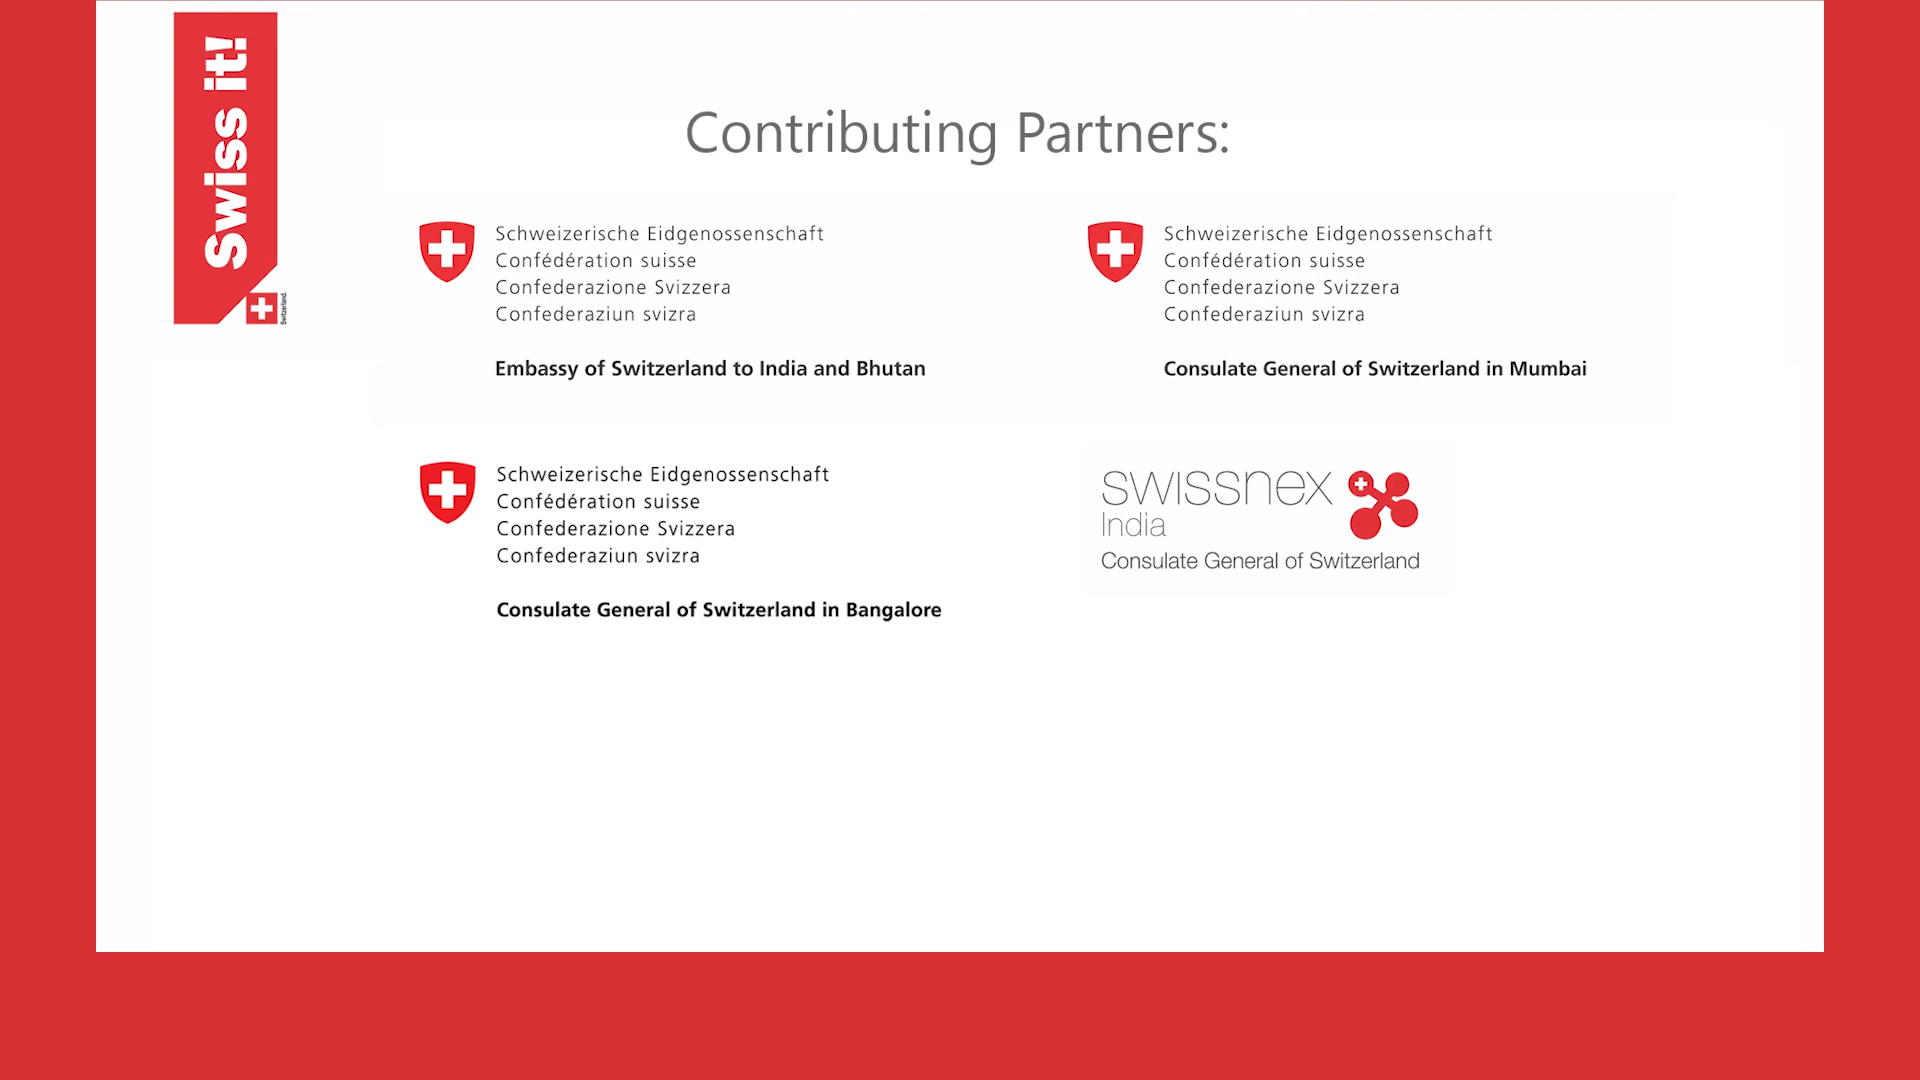 Swiss it!
Switzerland.
Contributing Partners:
Schweizerische Eidgenossenschaft
Confédération suisse
Confederazione Svizzera
Confederaziun svizra
Embassy of Switzerland to India and Bhutan
Schweizerische Eidgenossenschaft
Confédération suisse
Confederazione Svizzera
Confederaziun svizra
Consulate General of Switzerland in Mumbai
Schweizerische Eidgenossenschaft
Confédération suisse
Confederazione Svizzera
Confederaziun svizra
Consulate General of Switzerland in Bangalore
swissnex
India
Consulate General of Switzerland